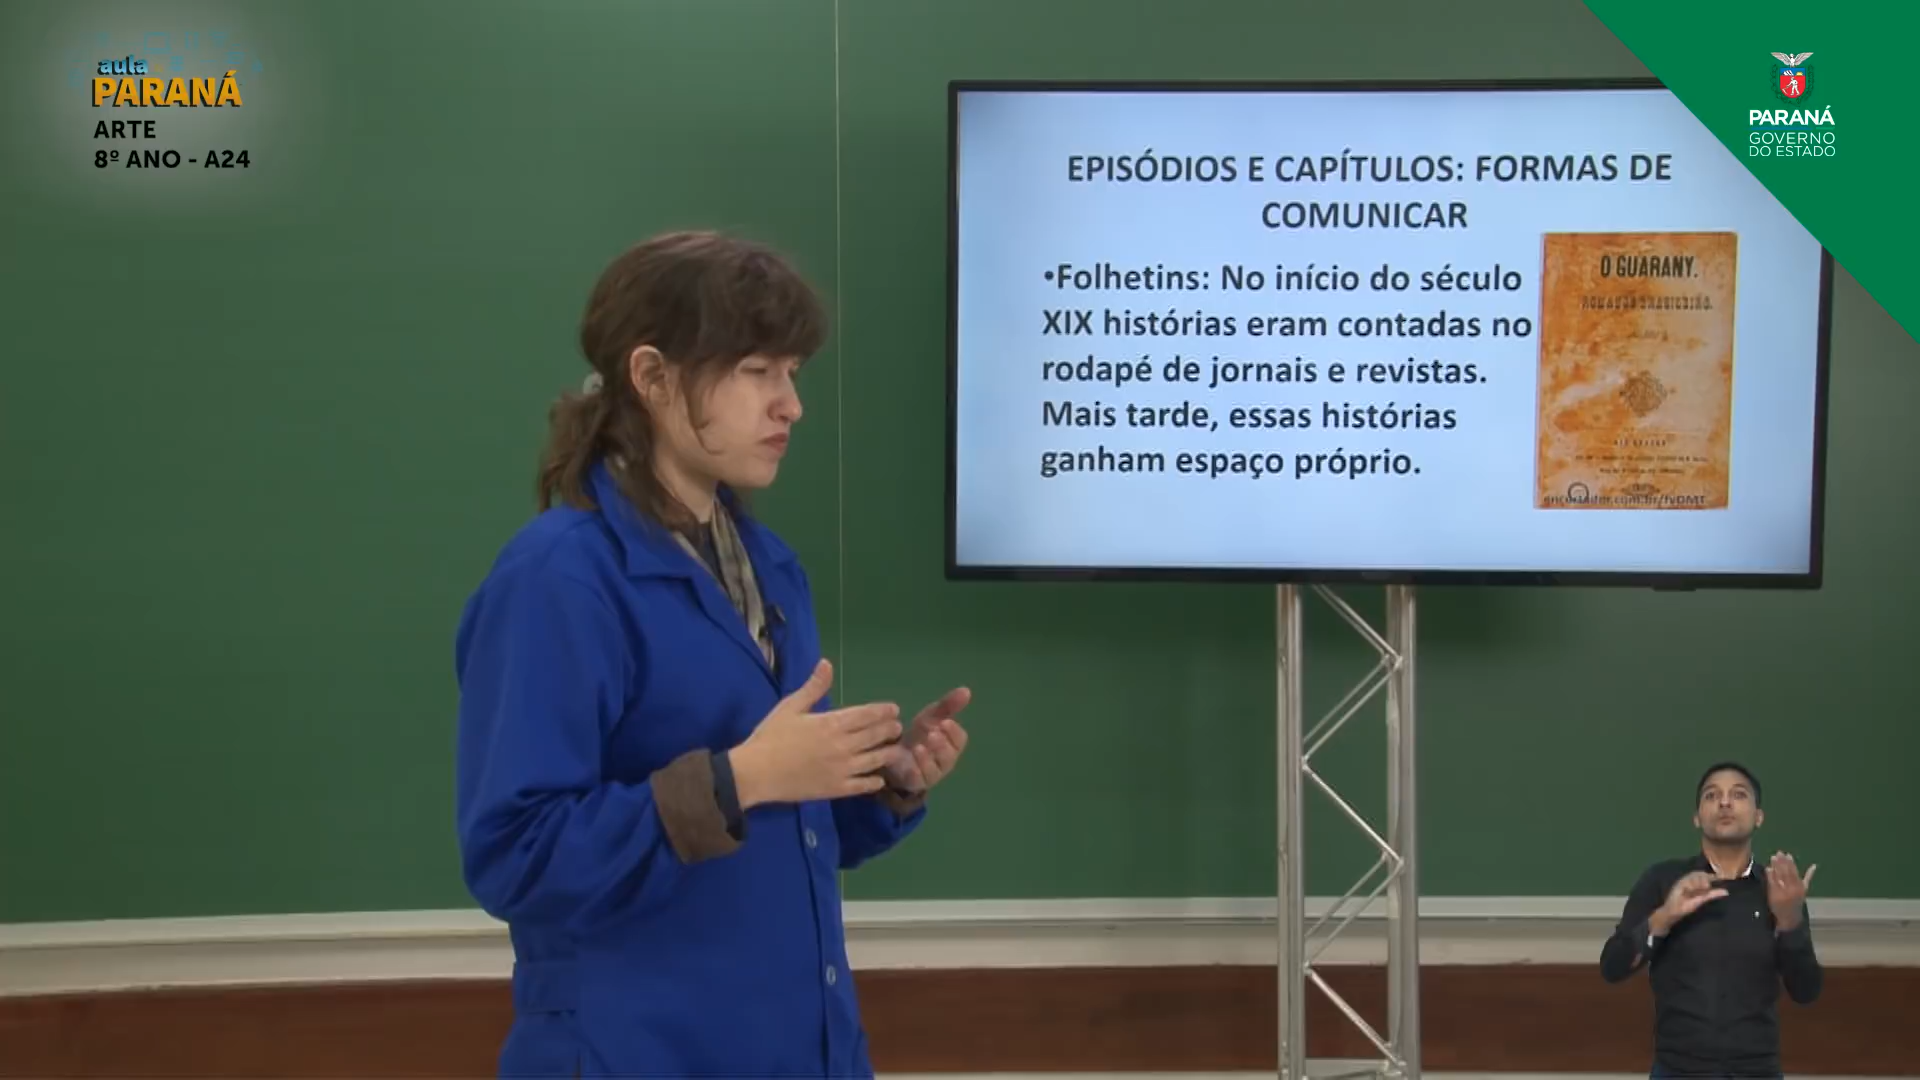 aula
PARANÁ
ARTE
8º ANO - A24
PARANÁ
GOVERNO
DO ESTADO
EPISÓDIOS E CAPÍTULOS: FORMAS DE
COMUNICAR
•Folhetins: No início do século
XIX histórias eram contadas no
rodapé de jornais e revistas.
Mais tarde, essas histórias
ganham espaço próprio.
O GUARANY.